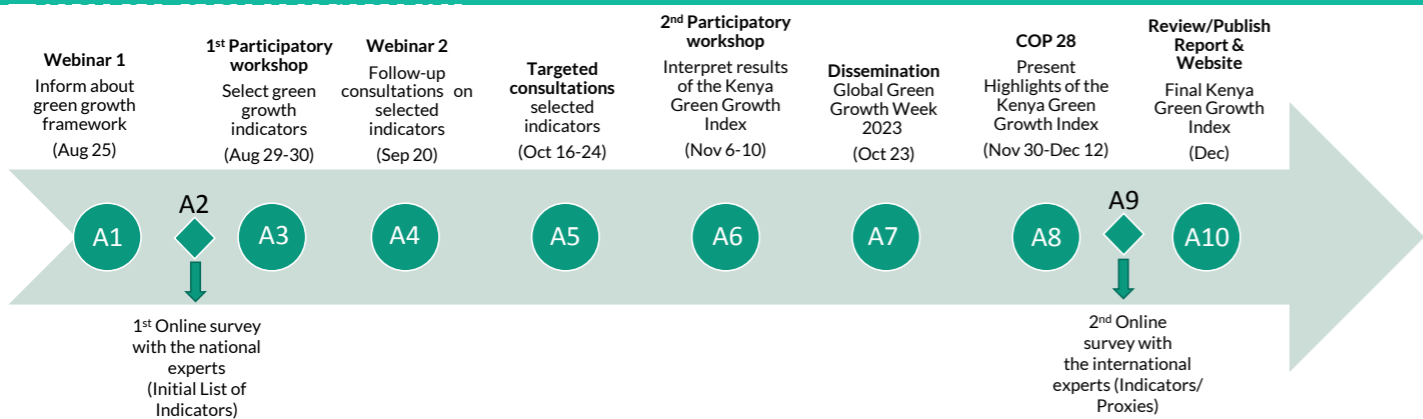 Webinar 1
Inform about
green growth
framework
(Aug 25)
1st Participatory
workshop
Select green
growth
indicators
(Aug 29-30)
Webinar 2
Follow-up
consultations on
selected
indicators
(Sep 20)
Targeted
consultations
selected
indicators
(Oct 16-24)
2nd Participatory
workshop
Interpret results
of the Kenya
Green Growth
Index
(Nov 6-10)
Dissemination
Global Green
Growth Week
2023
(Oct 23)
COP 28
Present
Highlights of the
Kenya Green
Growth Index
(Nov 30-Dec 12)
Review/Publish
Report &
Website
Final Kenya
Green Growth
Index
(Dec)
A1
A2
A3
A4
A5
A6
A7
A8
A9
A10
1st Online survey
with the national
experts
(Initial List of
Indicators)
2nd Online
survey with
the international
experts (Indicators/
Proxies)